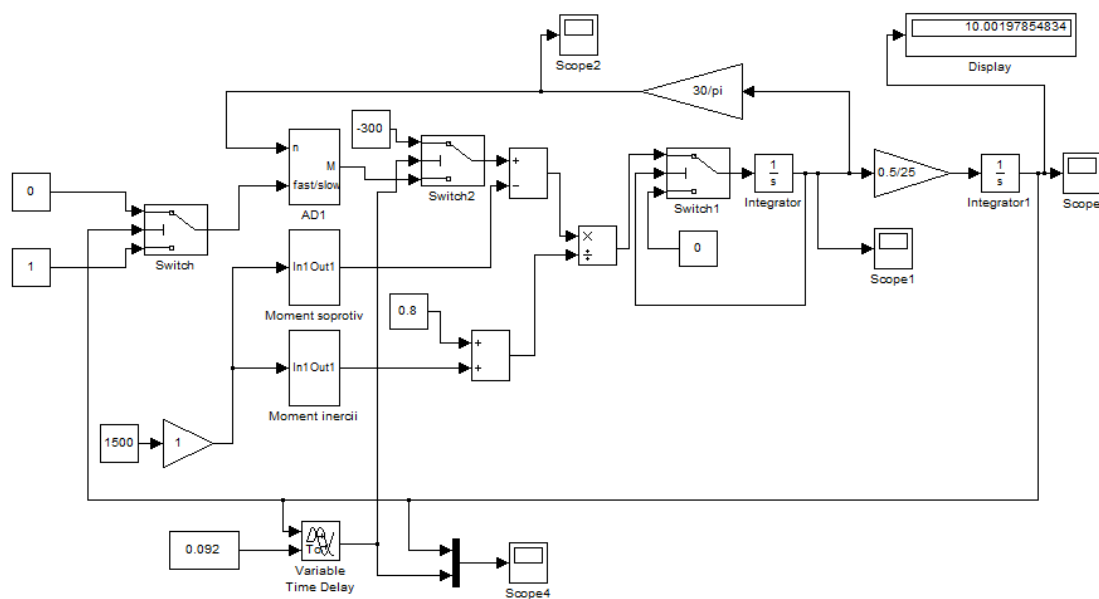 10.00197854834
Display
Scope2
30/pi
-300
n
M
fast/slow
AD1
Switch2
+
−
0
1
Switch
In1 Out1
Moment soprotiv
×
÷
Switch1
0
1
s
Integrator
0.5/25
1
s
Integrator1
Scope
Scope1
0.8
+
+
In1 Out1
Moment inercii
1500
1
0.092
To
Variable
Time Delay
Scope4